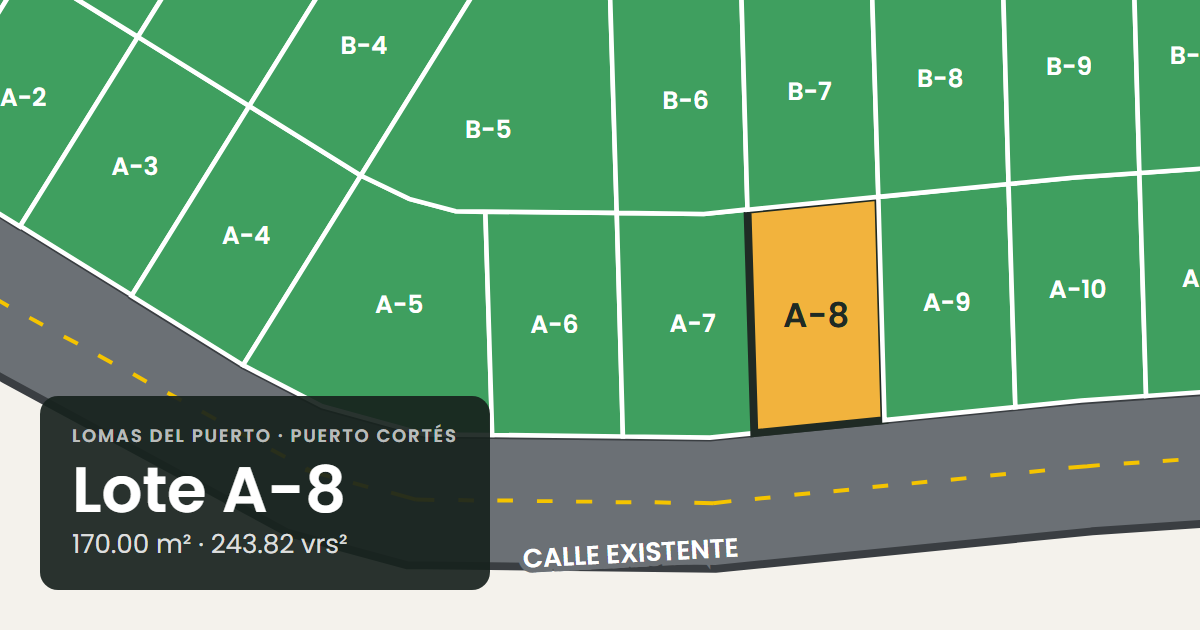 B-4
A-2
B-5
B-6
B-7
B-8
B-9
B-
A-3
A-4
A-5
A-6
A-7
A-8
A-9
A-10
A
LOMAS DEL PUERTO · PUERTO CORTÉS
Lote A-8
170.00 m² · 243.82 vrs²
CALLE EXISTENTE